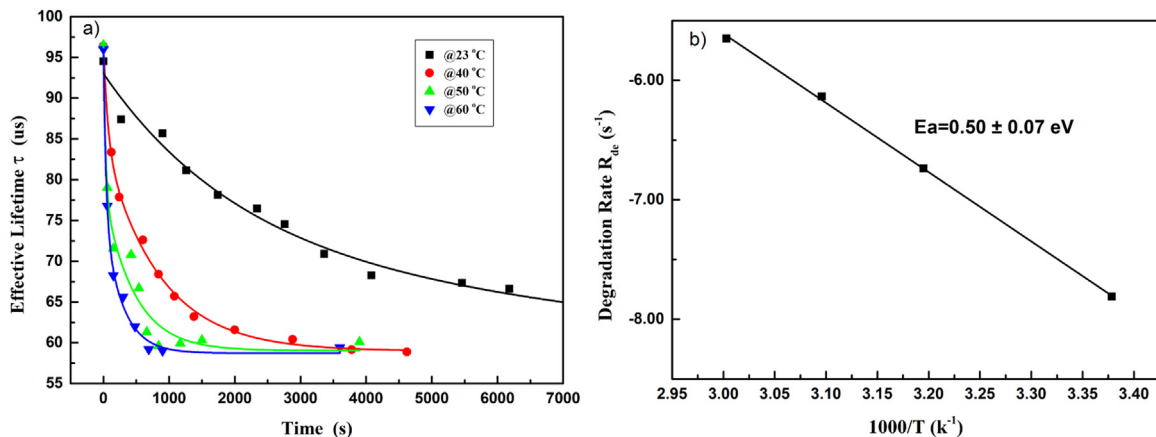 a)
@23 °C
@40 °C
@50 °C
@60 °C
Effective Lifetime τ (us)
100
95
90
85
80
75
70
65
60
55
0 1000 2000 3000 4000 5000 6000 7000
Time (s)
b)
Ea=0.50 ± 0.07 eV
Degradation Rate R_de (s⁻¹)
-6.00
-7.00
-8.00
2.95 3.00 3.05 3.10 3.15 3.20 3.25 3.30 3.35 3.40
1000/T (k⁻¹)